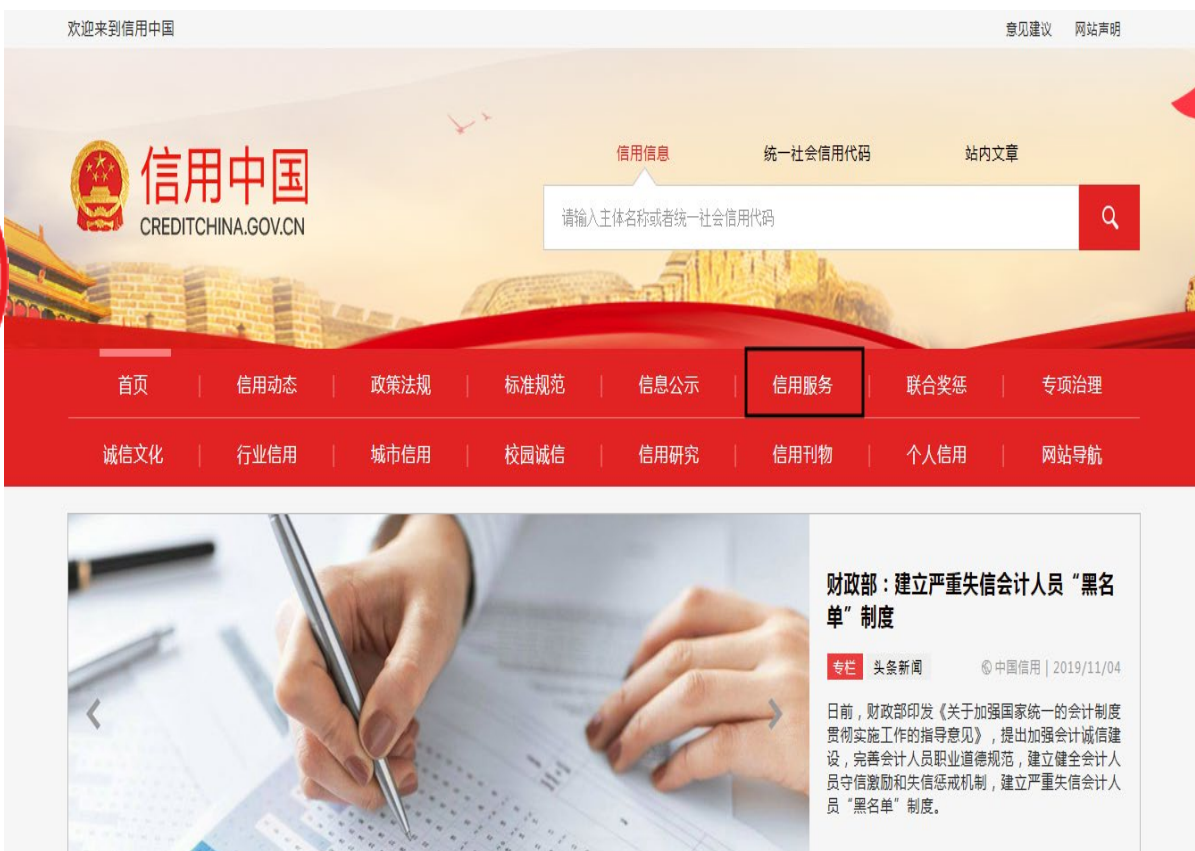 欢迎来到信用中国
意见建议 网站声明
信用中国
CREDITCHINA.GOV.CN
信用信息 统一社会信用代码 站内文章
请输入主体名称或者统一社会信用代码
首页 信用动态 政策法规 标准规范 信息公示 信用服务 联合奖惩 专项治理
诚信文化 行业信用 城市信用 校园诚信 信用研究 信用刊物 个人信用 网站导航
财政部：建立严重失信会计人员“黑名
单”制度
专栏 头条新闻 中国信用 | 2019/11/04
日前，财政部印发《关于加强国家统一的会计制度
贯彻实施工作的指导意见》，提出加强会计诚信建
设，完善会计人员职业道德规范，建立健全会计人
员守信激励和失信惩戒机制，建立严重失信会计人
员“黑名单”制度。